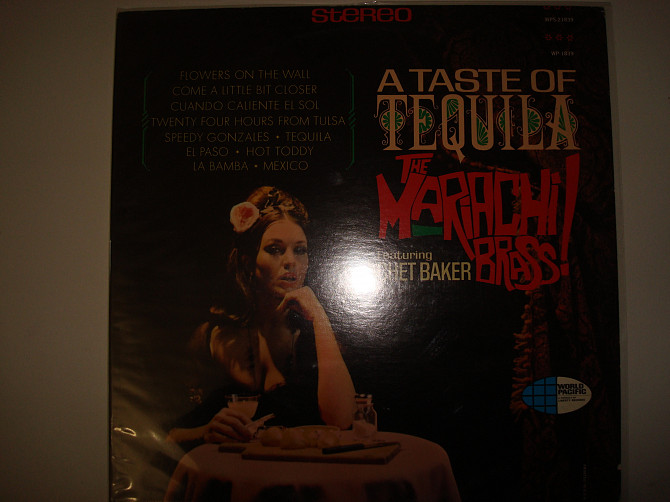 stereo
WP 1839
FLOWERS ON THE WALL
COME A LITTLE BIT CLOSER
CUANDO CALIENTE EL SOL
TWENTY FOUR HOURS FROM TULSA
SPEEDY GONZALES • TEQUILA
EL PASO • HOT TODDY
LA BAMBA • MEXICO
A TASTE OF
TEQUILA
THE
MARIACHI
BRASS!
Featuring
CHET BAKER
WORLD
PACIFIC